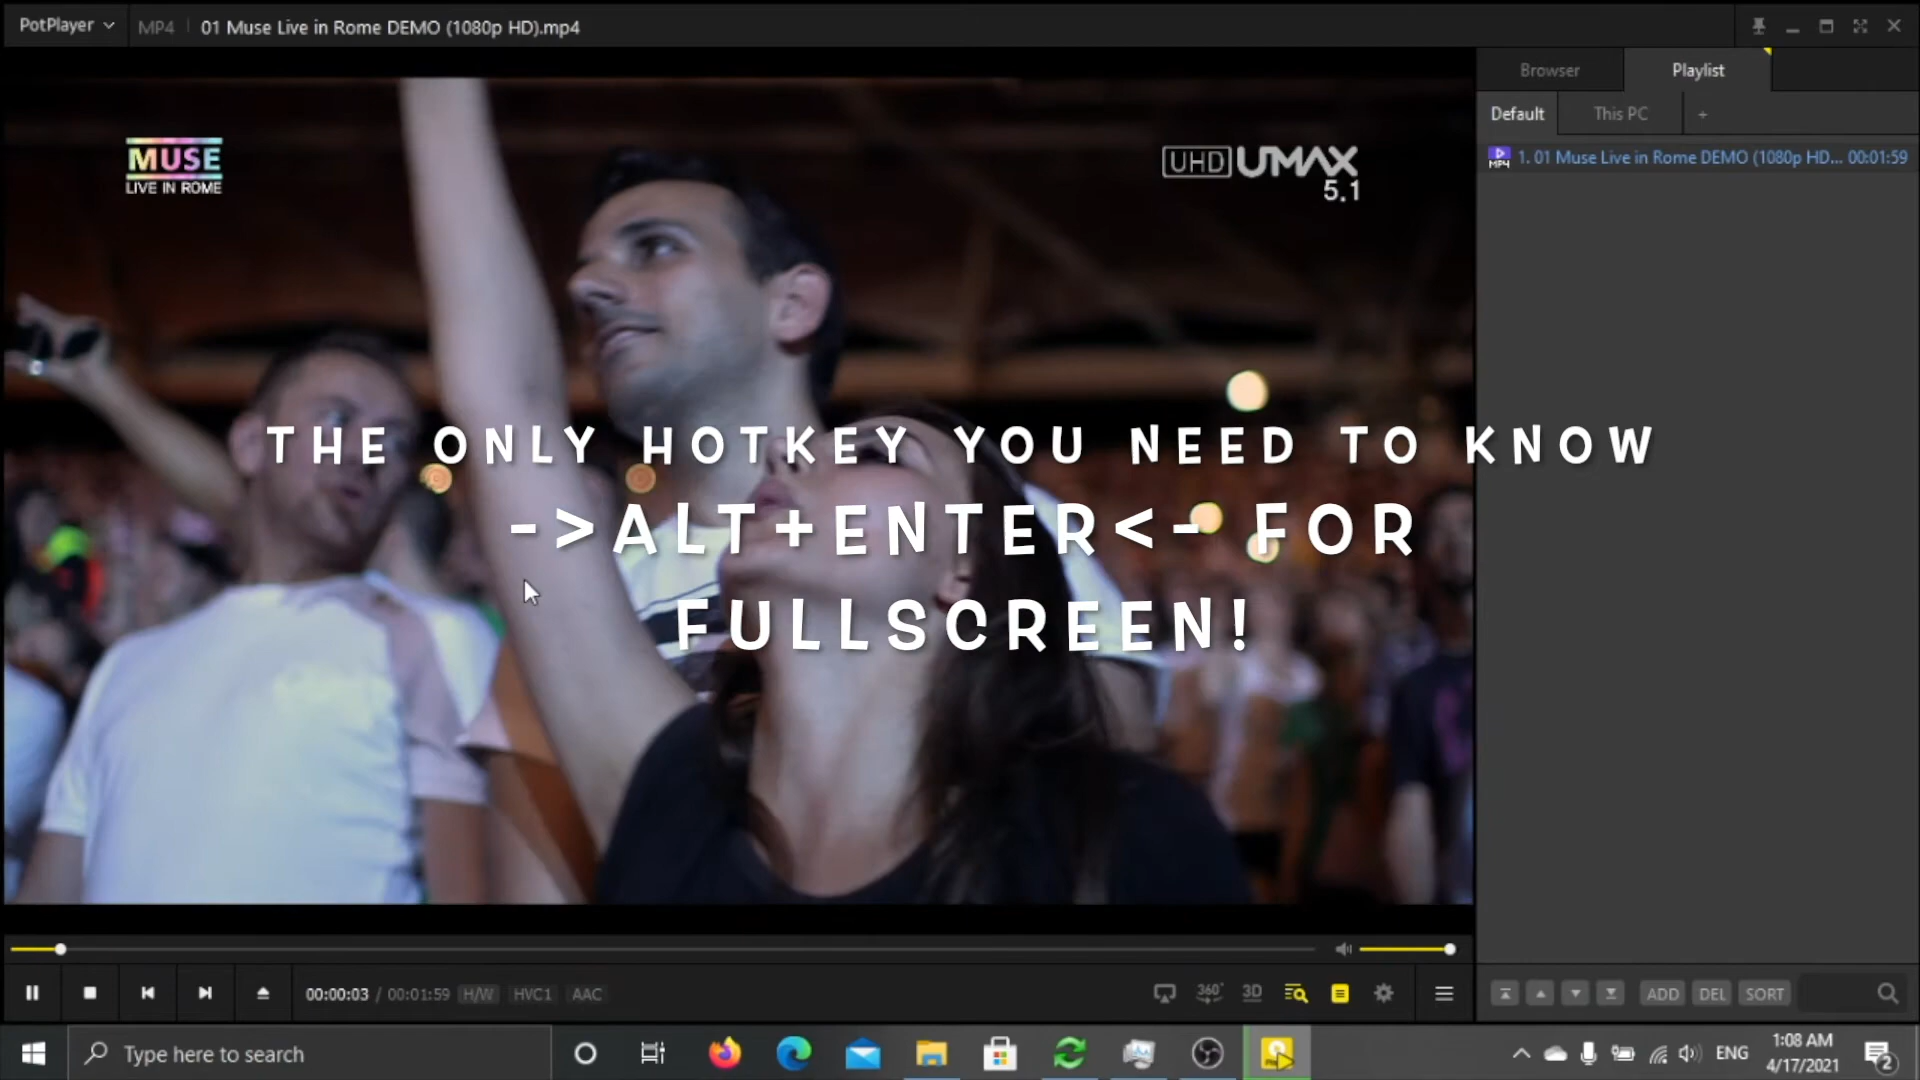 PotPlayer
MP4
01 Muse Live in Rome DEMO (1080p HD).mp4
Browser
Playlist
Default
This PC
+
MP4
1. 01 Muse Live in Rome DEMO (1080p HD... 00:01:59
MUSE
LIVE IN ROME
UHD UMAX
5.1
THE ONLY HOTKEY YOU NEED TO KNOW
->ALT+ENTER<- FOR
FULLSCREEN!
00:00:03 / 00:01:59 H/W HVC1 AAC
360°
3D
ADD
DEL
SORT
Type here to search
ENG
1:08 AM
4/17/2021
2